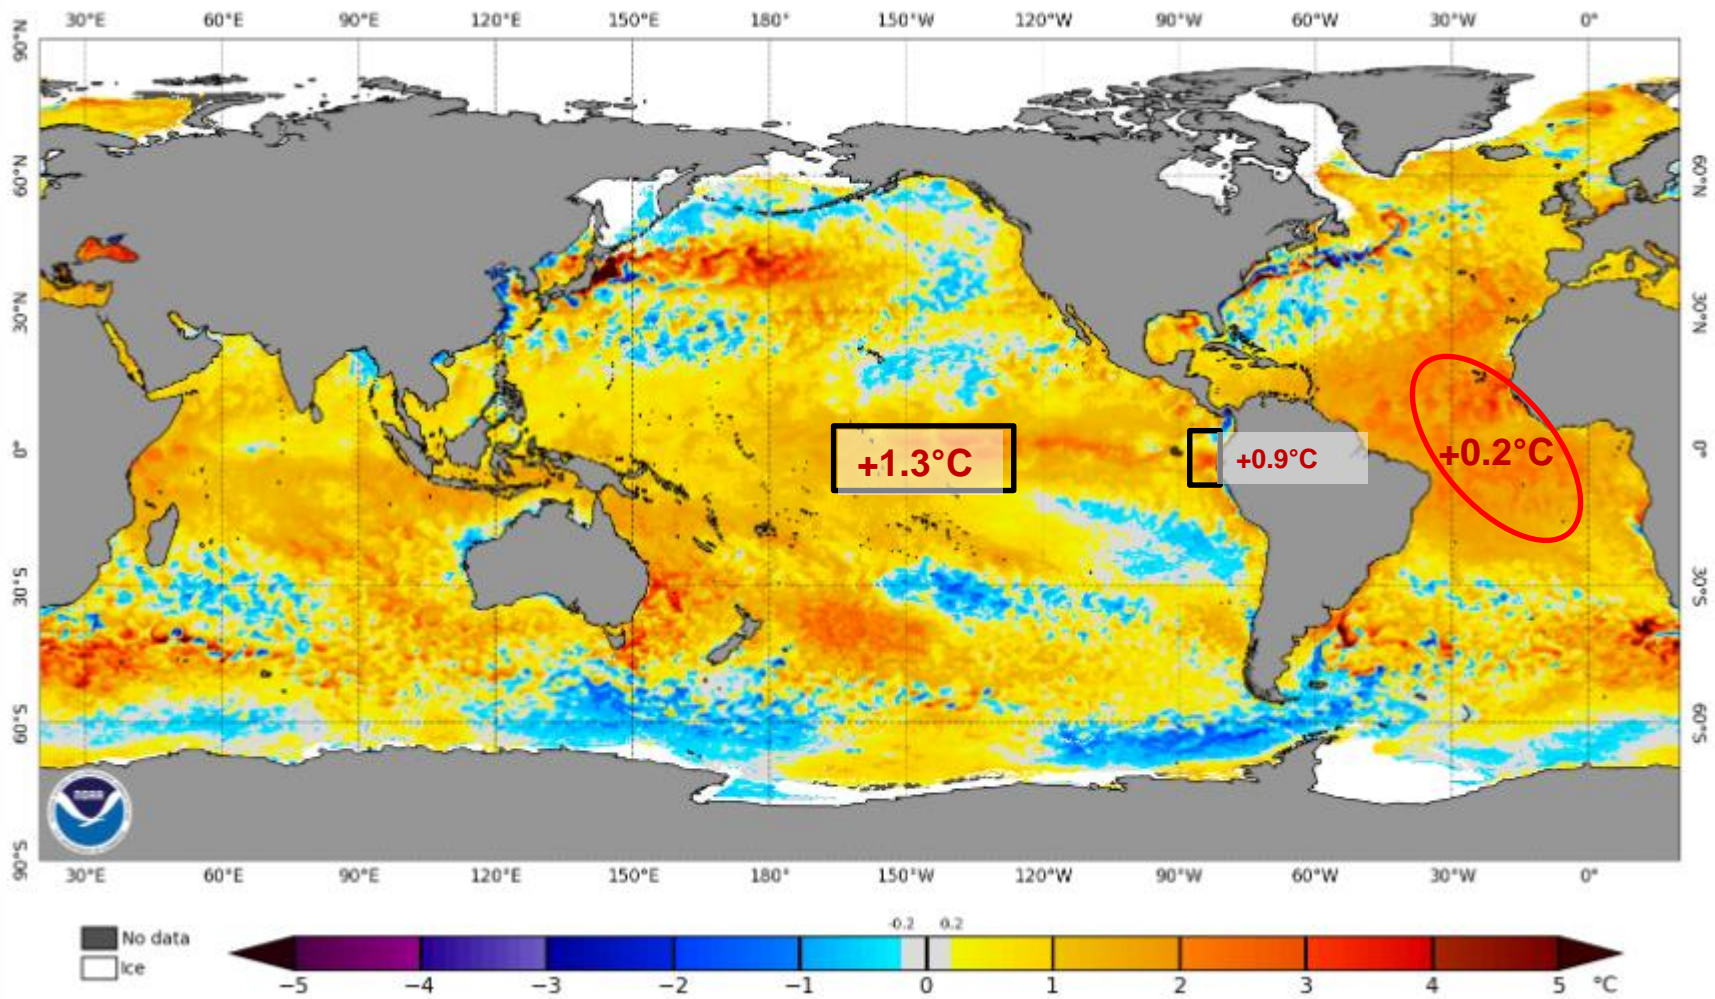 30°E 60°E 90°E 120°E 150°E 180° 150°W 120°W 90°W 60°W 30°W 0°
90°N
60°N 60°N
30°N 30°N
0° 0°
+1.3°C +0.9°C +0.2°C
30°S 30°S
60°S 60°S
NOAA
90°S
30°E 60°E 90°E 120°E 150°E 180° 150°W 120°W 90°W 60°W 30°W 0°
-0.2 0.2
No data
Ice
−5 −4 −3 −2 −1 0 1 2 3 4 5 °C